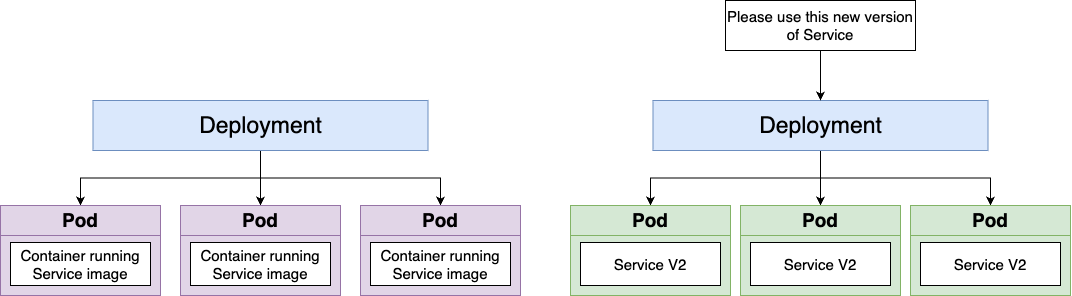 Please use this new version
of Service
Deployment
Deployment
Pod
Pod
Pod
Pod
Pod
Pod
Container running
Service image
Container running
Service image
Container running
Service image
Service V2
Service V2
Service V2